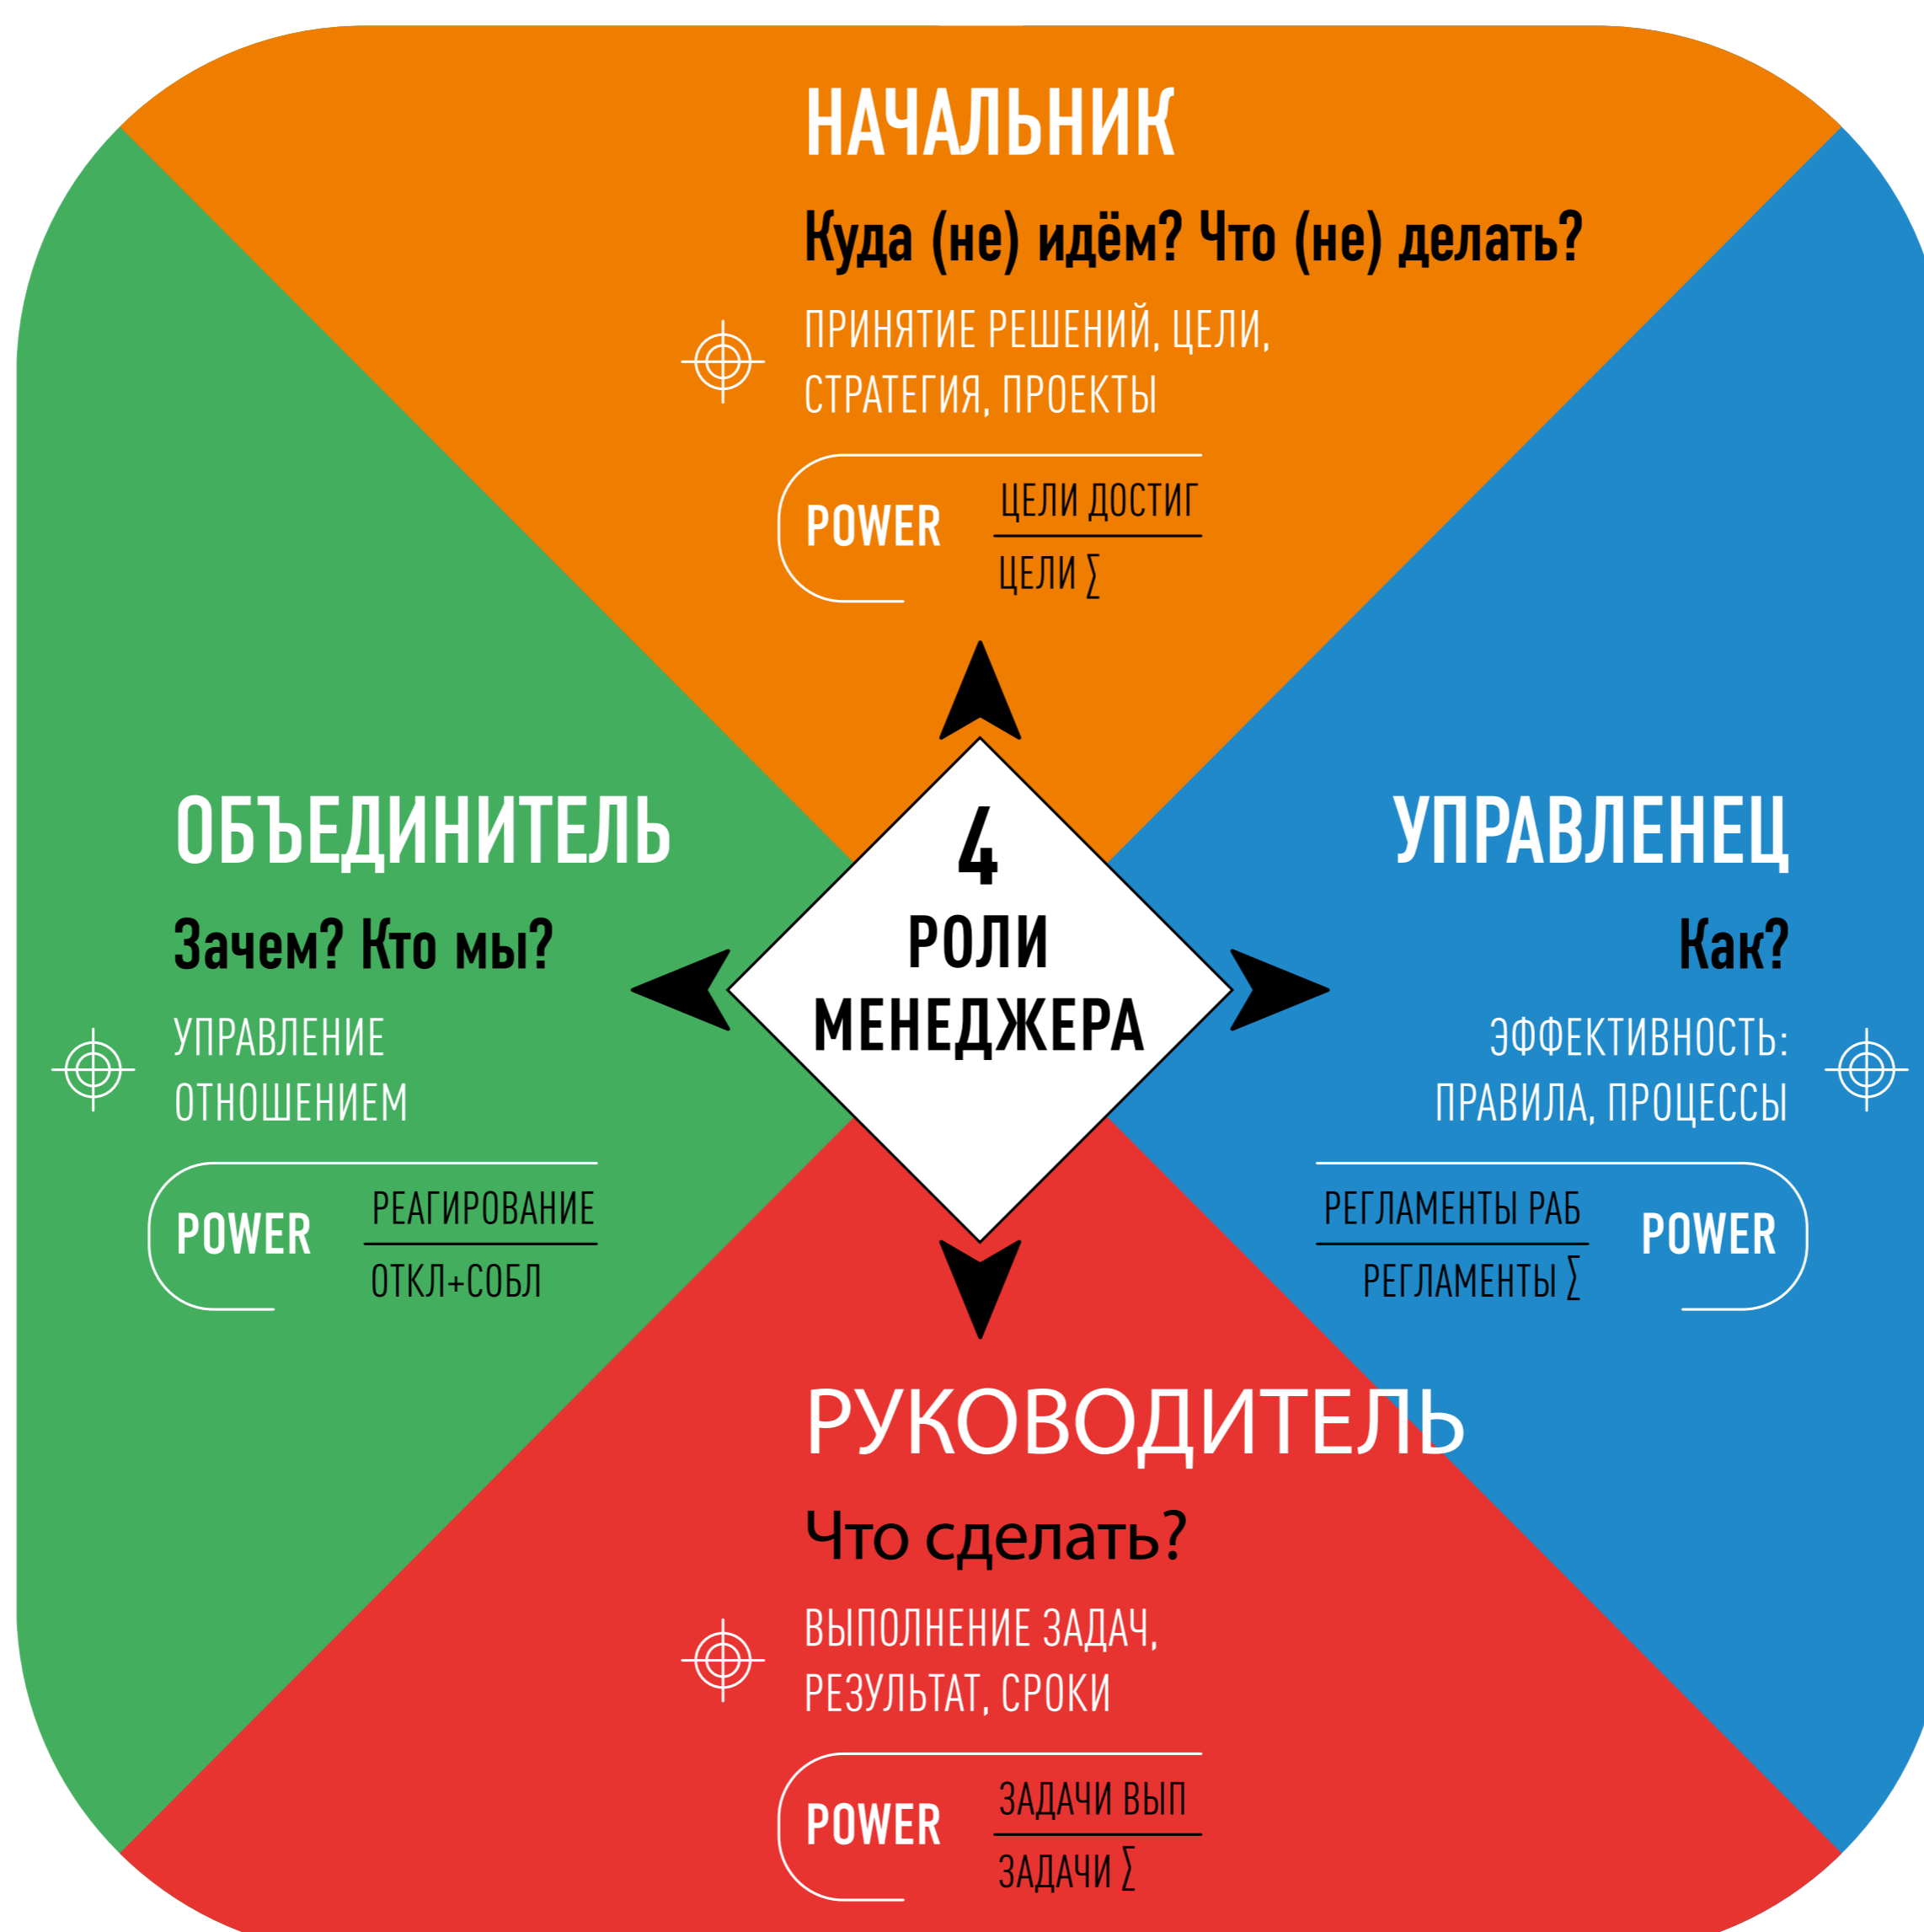 НАЧАЛЬНИК
Куда (не) идём? Что (не) делать?
ПРИНЯТИЕ РЕШЕНИЙ, ЦЕЛИ,
СТРАТЕГИЯ, ПРОЕКТЫ
POWER
ЦЕЛИ ДОСТИГ
ЦЕЛИ ∑
ОБЪЕДИНИТЕЛЬ
Зачем? Кто мы?
УПРАВЛЕНИЕ
ОТНОШЕНИЕМ
POWER
РЕАГИРОВАНИЕ
ОТКЛ+СОБЛ
4
РОЛИ
МЕНЕДЖЕРА
УПРАВЛЕНЕЦ
Как?
ЭФФЕКТИВНОСТЬ:
ПРАВИЛА, ПРОЦЕССЫ
РЕГЛАМЕНТЫ РАБ
РЕГЛАМЕНТЫ ∑
POWER
РУКОВОДИТЕЛЬ
Что сделать?
ВЫПОЛНЕНИЕ ЗАДАЧ,
РЕЗУЛЬТАТ, СРОКИ
POWER
ЗАДАЧИ ВЫП
ЗАДАЧИ ∑